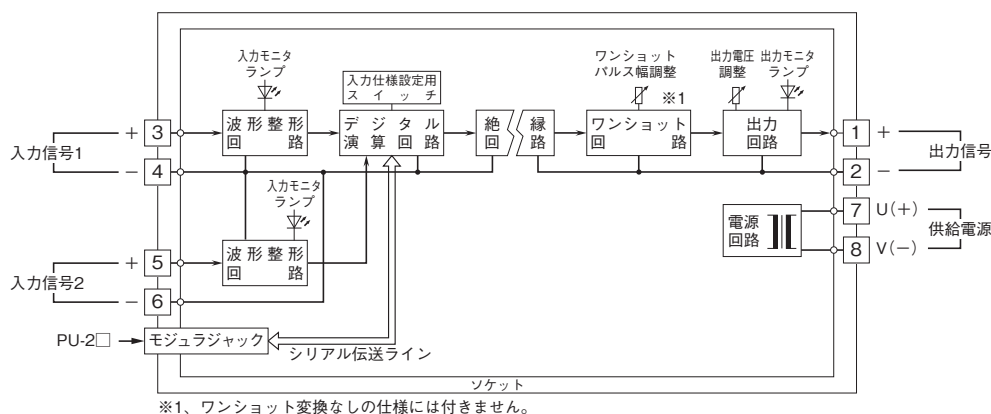 入力モニタ
ランプ
入力仕様設定用
スイッチ
ワンショット
パルス幅調整
※1
出力電圧
調整
出力モニタ
ランプ
入力信号1
+ 3
− 4
波形整形
回路
デジタル
演算回路
絶縁
回路
ワンショット
回路
出力
回路
1 +
2 −
出力信号
入力モニタ
ランプ
入力信号2
+ 5
− 6
波形整形
回路
電源
回路
7 U(+)
8 V(−)
供給電源
PU-2□
モジュラジャック
シリアル伝送ライン
ソケット
※1、ワンショット変換なしの仕様には付きません。